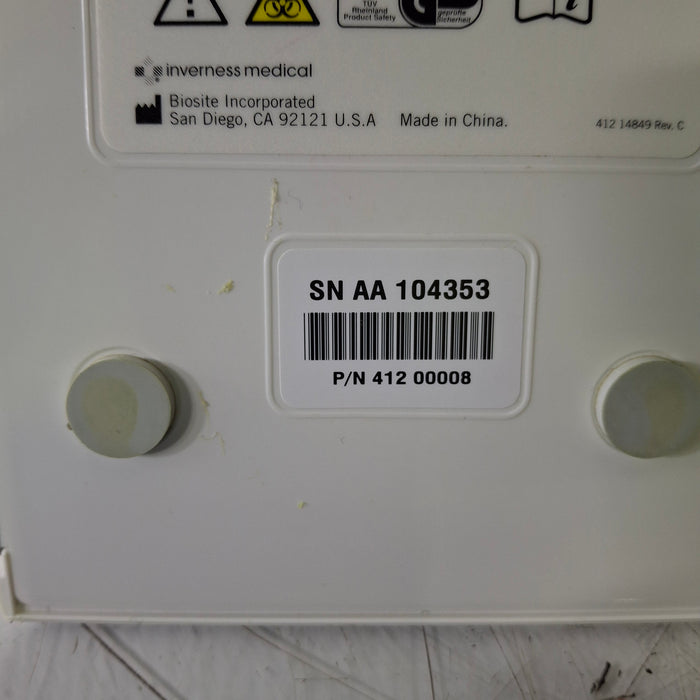 TÜV
Rheinland
Product Safety
geprüfte
Sicherheit
i
inverness medical
Biosite Incorporated
San Diego, CA 92121 U.S.A Made in China.
412 14849 Rev. C
SN AA 104353
P/N 412 00008